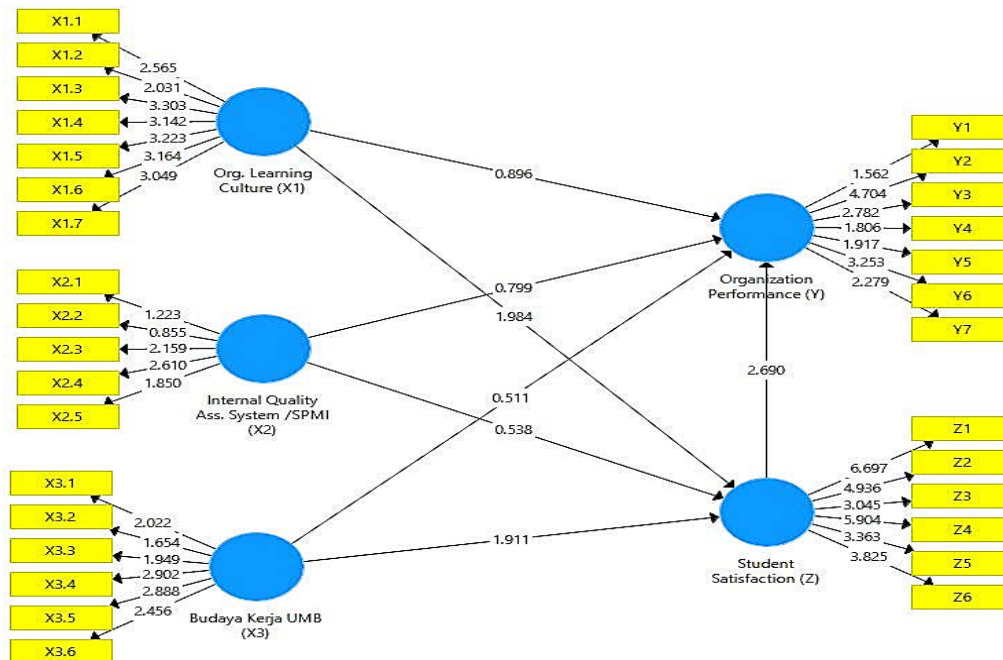 X1.1
X1.2
X1.3
X1.4
X1.5
X1.6
X1.7
2.565
2.031
3.303
3.142
3.223
3.164
3.049
Org. Learning
Culture (X1)
X2.1
X2.2
X2.3
X2.4
X2.5
1.223
0.855
2.159
2.610
1.850
Internal Quality
Ass. System /SPMI
(X2)
X3.1
X3.2
X3.3
X3.4
X3.5
X3.6
2.022
1.654
1.949
2.902
2.888
2.456
Budaya Kerja UMB
(X3)
0.896
0.799
1.984
0.511
0.538
1.911
2.690
Organization
Performance (Y)
1.562
4.704
2.782
1.806
1.917
3.253
2.279
Y1
Y2
Y3
Y4
Y5
Y6
Y7
Student
Satisfaction (Z)
6.697
4.936
3.045
5.904
3.363
3.825
Z1
Z2
Z3
Z4
Z5
Z6